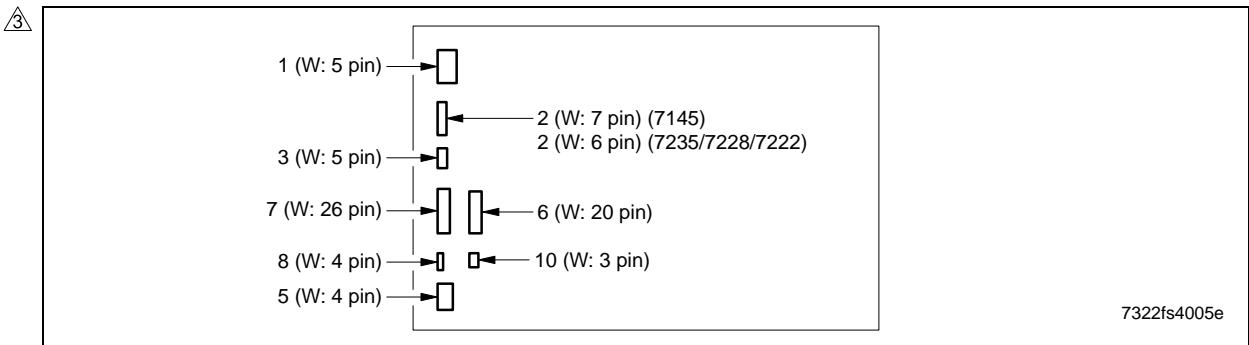 3
1 (W: 5 pin)
2 (W: 7 pin) (7145)
2 (W: 6 pin) (7235/7228/7222)
3 (W: 5 pin)
7 (W: 26 pin)
6 (W: 20 pin)
8 (W: 4 pin)
10 (W: 3 pin)
5 (W: 4 pin)
7322fs4005e